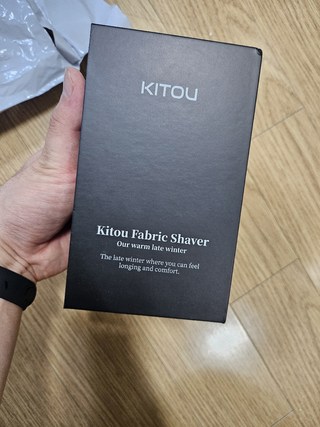 KITOU
Kitou Fabric Shaver
Our warm late winter
The late winter where you can feel
longing and comfort.